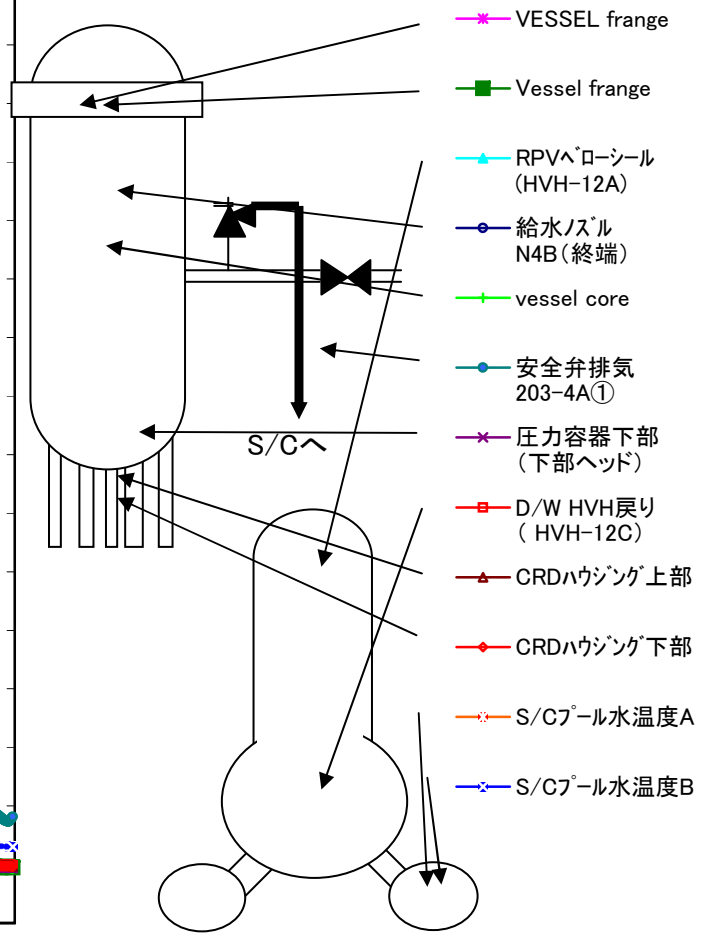 VESSEL frange
Vessel frange
RPVﾍﾞﾛｰｼｰﾙ
(HVH-12A)
給水ﾉｽﾞﾙ
N4B(終端)
vessel core
安全弁排気
203-4A①
圧力容器下部
(下部ヘッド)
D/W HVH戻り
( HVH-12C)
CRDﾊｳｼﾞﾝｸﾞ上部
CRDﾊｳｼﾞﾝｸﾞ下部
S/Cﾌﾟｰﾙ水温度A
S/Cﾌﾟｰﾙ水温度B
S/Cへ